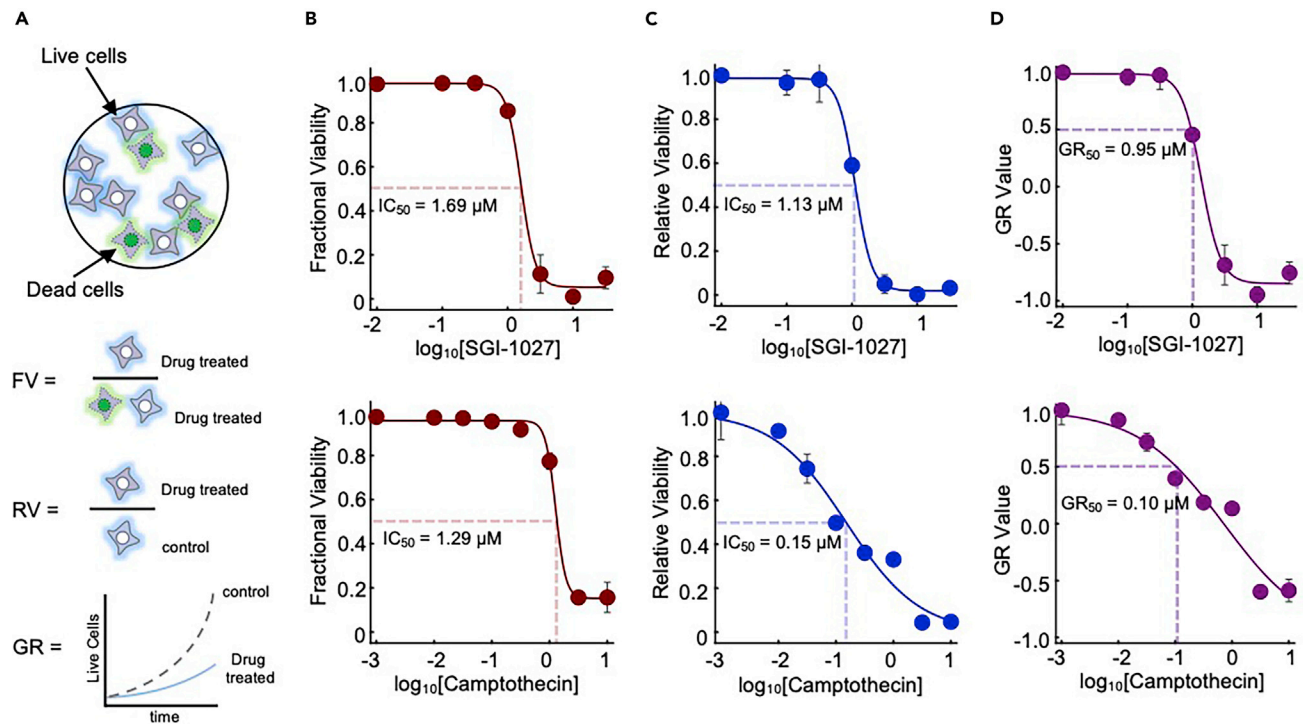 A
Live cells
Dead cells
FV =
Drug treated
Drug treated
RV =
Drug treated
control
GR =
Live Cells
control
Drug
treated
time
B
Fractional Viability
1.0
0.8
0.6
0.4
0.2
0
IC₅₀ = 1.69 µM
-2
-1
0
1
log₁₀[SGI-1027]
Fractional Viability
1.0
0.8
0.6
0.4
0.2
0
IC₅₀ = 1.29 µM
-3
-2
-1
0
1
log₁₀[Camptothecin]
C
Relative Viability
1.0
0.8
0.6
0.4
0.2
0
IC₅₀ = 1.13 µM
-2
-1
0
1
log₁₀[SGI-1027]
Relative Viability
1.0
0.8
0.6
0.4
0.2
0
IC₅₀ = 0.15 µM
-3
-2
-1
0
1
log₁₀[Camptothecin]
D
GR Value
1.0
0.5
0.0
-0.5
-1.0
GR₅₀ = 0.95 µM
-2
-1
0
1
log₁₀[SGI-1027]
GR Value
1.0
0.5
0.0
-0.5
-1.0
GR₅₀ = 0.10 µM
-3
-2
-1
0
1
log₁₀[Camptothecin]